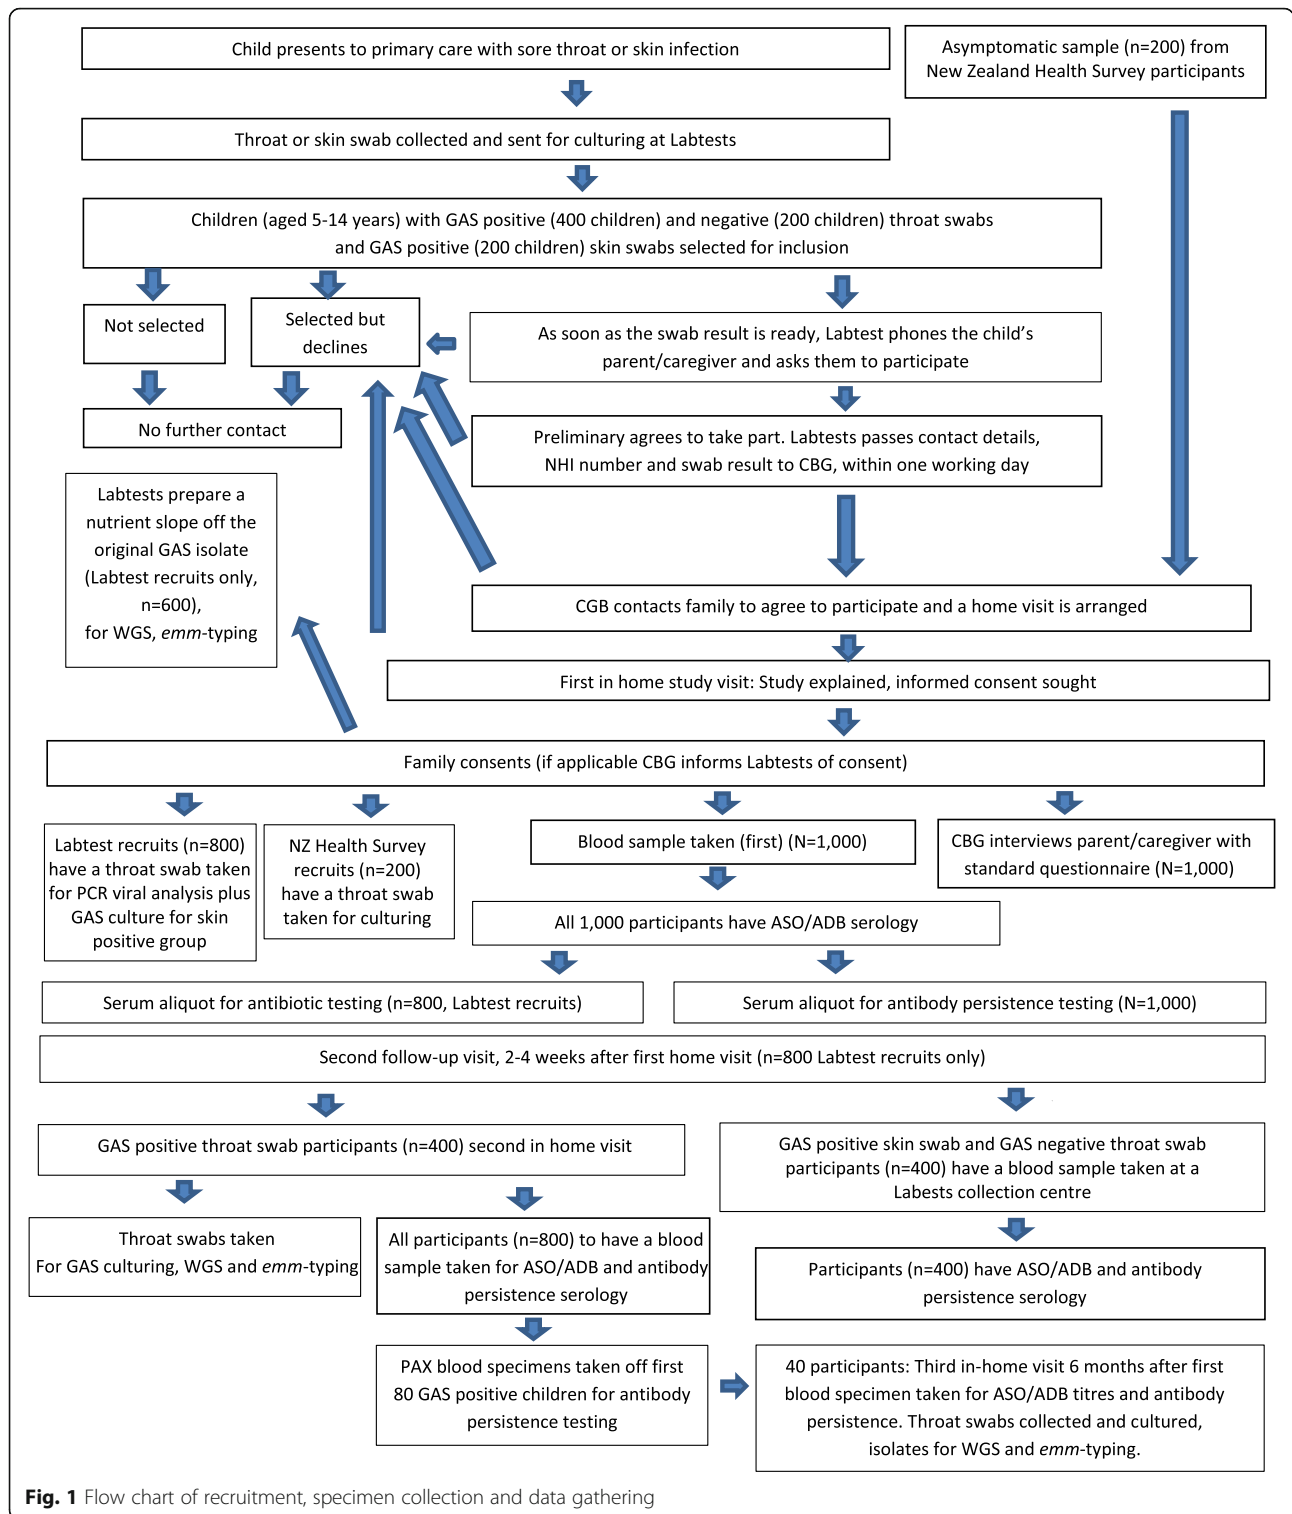 Child presents to primary care with sore throat or skin infection
Asymptomatic sample (n=200) from
New Zealand Health Survey participants
Throat or skin swab collected and sent for culturing at Labtests
Children (aged 5-14 years) with GAS positive (400 children) and negative (200 children) throat swabs
and GAS positive (200 children) skin swabs selected for inclusion
Not selected
Selected but
declines
As soon as the swab result is ready, Labtest phones the child's
parent/caregiver and asks them to participate
No further contact
Preliminary agrees to take part. Labtests passes contact details,
NHI number and swab result to CBG, within one working day
Labtests prepare a
nutrient slope off the
original GAS isolate
(Labtest recruits only,
n=600),
for WGS, emm-typing
CGB contacts family to agree to participate and a home visit is arranged
First in home study visit: Study explained, informed consent sought
Family consents (if applicable CBG informs Labtests of consent)
Labtest recruits (n=800)
have a throat swab taken
for PCR viral analysis plus
GAS culture for skin
positive group
NZ Health Survey
recruits (n=200)
have a throat swab
taken for culturing
Blood sample taken (first) (N=1,000)
CBG interviews parent/caregiver with
standard questionnaire (N=1,000)
All 1,000 participants have ASO/ADB serology
Serum aliquot for antibiotic testing (n=800, Labtest recruits)
Serum aliquot for antibody persistence testing (N=1,000)
Second follow-up visit, 2-4 weeks after first home visit (n=800 Labtest recruits only)
GAS positive throat swab participants (n=400) second in home visit
GAS positive skin swab and GAS negative throat swab
participants (n=400) have a blood sample taken at a
Labests collection centre
Throat swabs taken
For GAS culturing, WGS and emm-typing
All participants (n=800) to have a blood
sample taken for ASO/ADB and antibody
persistence serology
Participants (n=400) have ASO/ADB and antibody
persistence serology
PAX blood specimens taken off first
80 GAS positive children for antibody
persistence testing
40 participants: Third in-home visit 6 months after first
blood specimen taken for ASO/ADB titres and antibody
persistence. Throat swabs collected and cultured,
isolates for WGS and emm-typing.
Fig. 1 Flow chart of recruitment, specimen collection and data gathering